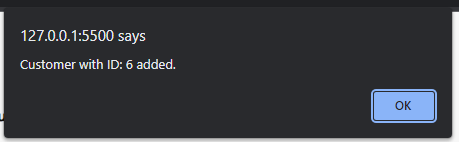 127.0.0.1:5500 says
Customer with ID: 6 added.
OK